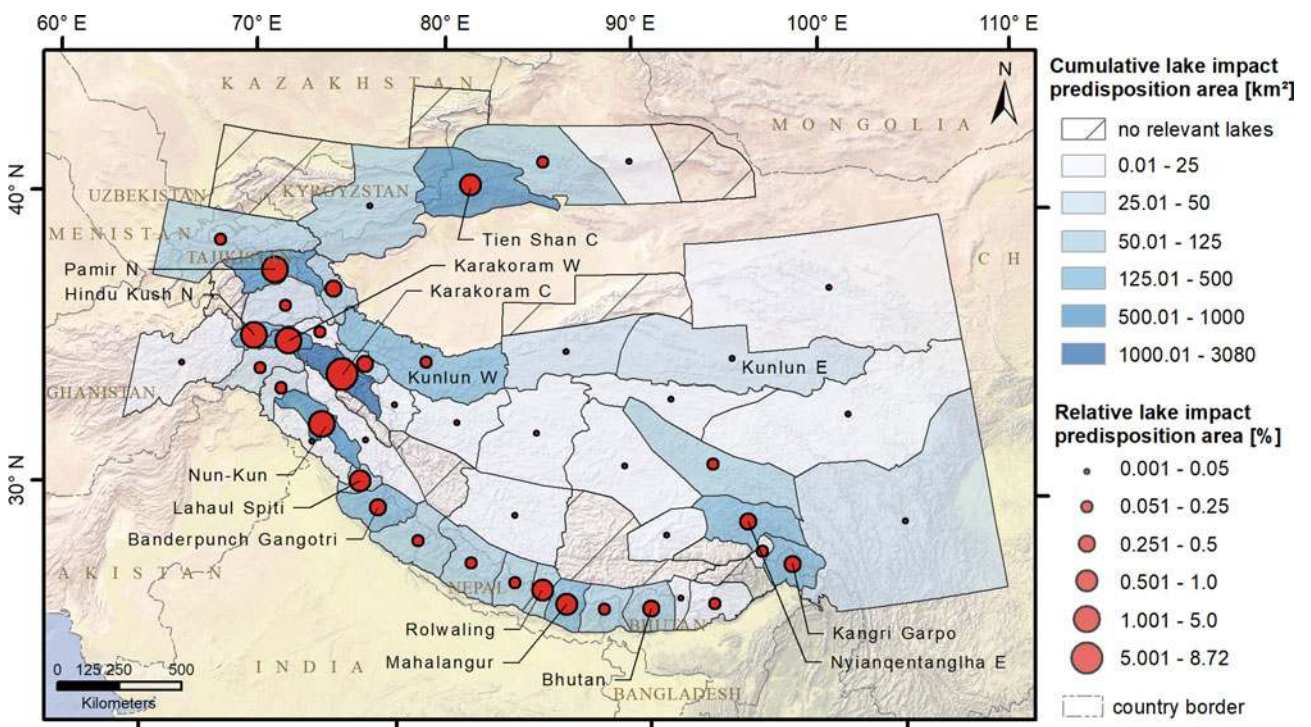 60° E 70° E 80° E 90° E 100° E 110° E
40° N
30° N
N
KAZAKHSTAN
MONGOLIA
UZBEKISTAN
KYRGYZSTAN
MENISTAN
TAJIKISTAN
CH
GHANISTAN
AKISTAN
INDIA
NEPAL
BHUTAN
BANGLADESH
Tien Shan C
Pamir N
Karakoram W
Hindu Kush N
Karakoram C
Kunlun W
Kunlun E
Nun-Kun
Lahaul Spiti
Banderpunch Gangotri
Rolwaling
Mahalangur
Bhutan
Kangri Garpo
Nyianqentanglha E
0 125 250 500
Kilometers
Cumulative lake impact
predisposition area [km²]
no relevant lakes
0.01 - 25
25.01 - 50
50.01 - 125
125.01 - 500
500.01 - 1000
1000.01 - 3080
Relative lake impact
predisposition area [%]
0.001 - 0.05
0.051 - 0.25
0.251 - 0.5
0.501 - 1.0
1.001 - 5.0
5.001 - 8.72
country border